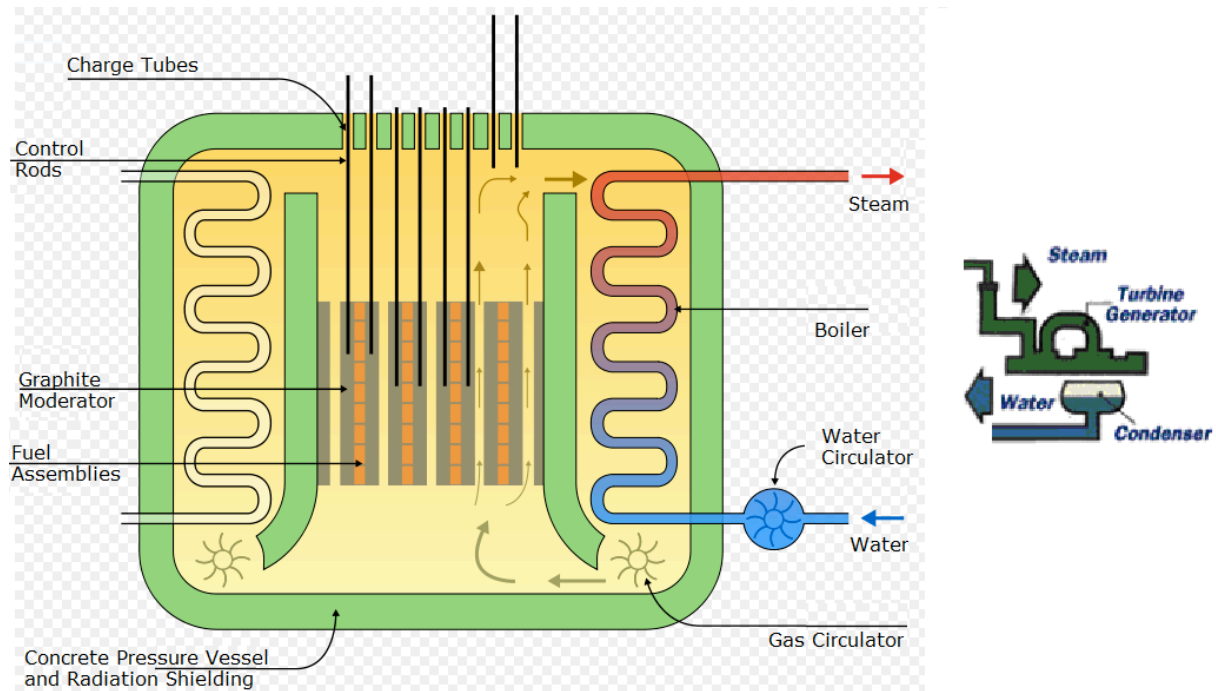 Charge Tubes
Control
Rods
Steam
Steam
Turbine
Generator
Boiler
Graphite
Moderator
Water
Condenser
Water
Circulator
Fuel
Assemblies
Water
Gas Circulator
Concrete Pressure Vessel
and Radiation Shielding